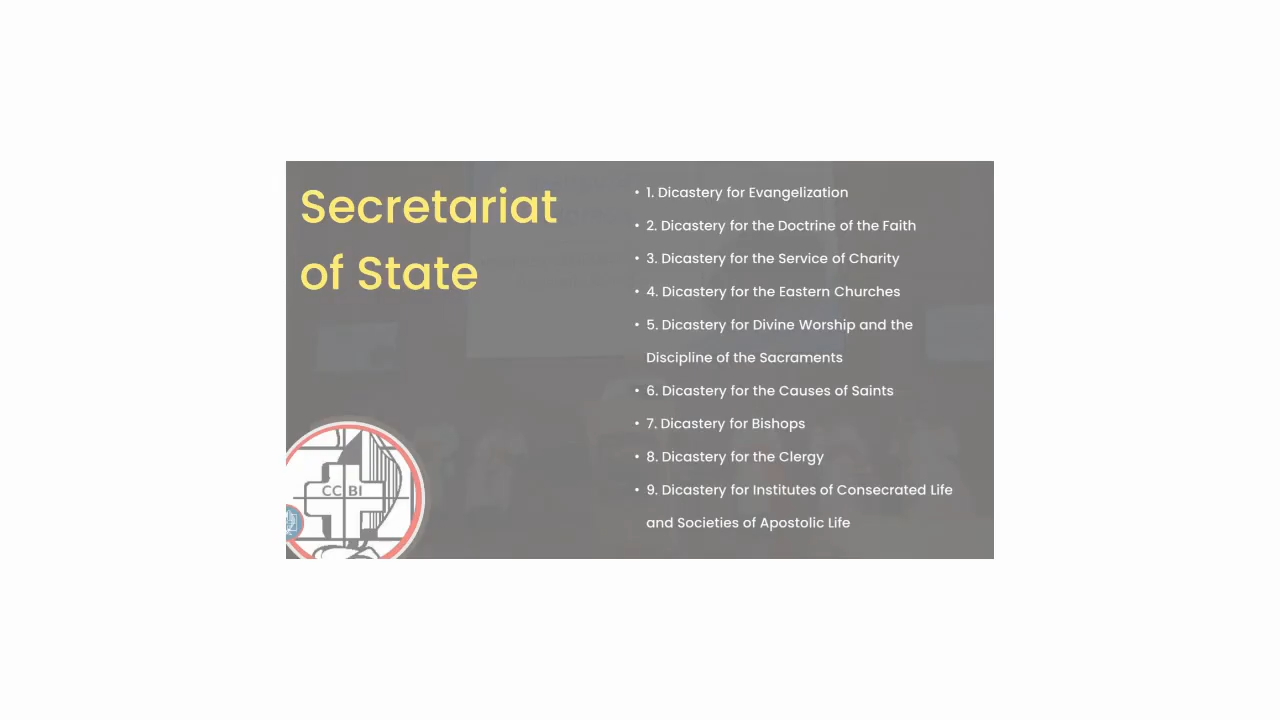 Secretariat
of State
• 1. Dicastery for Evangelization
• 2. Dicastery for the Doctrine of the Faith
• 3. Dicastery for the Service of Charity
• 4. Dicastery for the Eastern Churches
• 5. Dicastery for Divine Worship and the
Discipline of the Sacraments
• 6. Dicastery for the Causes of Saints
• 7. Dicastery for Bishops
• 8. Dicastery for the Clergy
• 9. Dicastery for Institutes of Consecrated Life
and Societies of Apostolic Life
CCBI